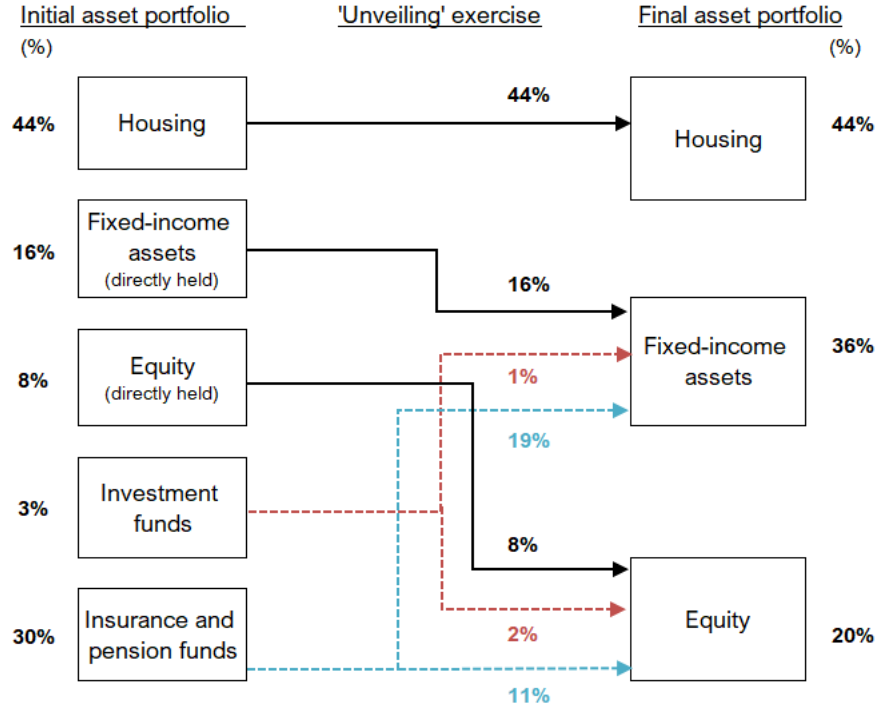 Initial asset portfolio 'Unveiling' exercise Final asset portfolio
(%) (%)
44% Housing 44% Housing 44%
16% Fixed-income
assets
(directly held)
16%
Fixed-income
assets
36%
8% Equity
(directly held)
1%
19%
3% Investment
funds
8%
2%
Equity
20%
30% Insurance and
pension funds
11%